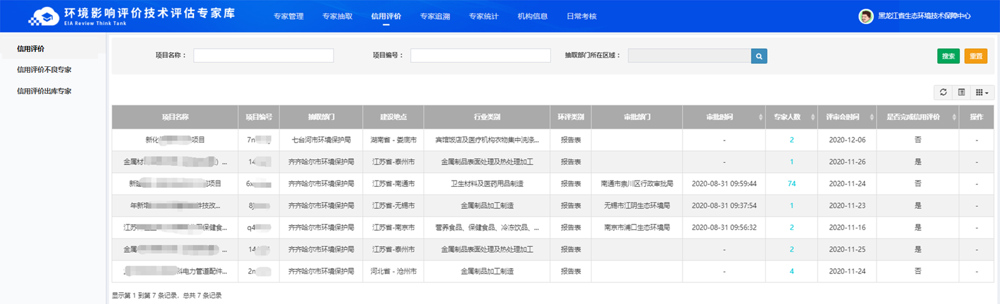 环境影响评价技术评估专家库
EIA Review Think Tank
专家管理 专家抽取 信用评价 专家追溯 专家统计 机构信息 日常考核
黑龙江省生态环境技术保障中心
信用评价
信用评价不良专家
信用评价出库专家
项目名称： 项目编号： 抽取部门所在区域： 搜索 重置
项目名称 项目编号 抽取部门 建设地点 行业类别 环评类别 审批部门 审批时间 专家人数 评审会时间 是否完成信用评价 操作
新化 项目 7n 七台河市环境保护局 湖南省 - 娄底市 宾馆饭店及医疗机构衣物集中洗涤... 报告表 - 2 2020-12-06 否 -
金属材 ）... 14 齐齐哈尔市环境保护局 江苏省-泰州市 金属制品表面处理及热处理加工 报告表 - 1 2020-11-26 是 -
新 项目 6x 齐齐哈尔市环境保护局 江苏省-南通市 卫生材料及医药用品制造 报告表 南通市崇川区行政审批局 2020-08-31 09:59:44 74 2020-11-24 否 -
年新增 件技改... 8j 齐齐哈尔市环境保护局 江苏省-无锡市 金属制品加工制造 报告表 无锡市江阴生态环境局 2020-08-31 09:37:54 1 2020-11-23 是 -
江苏 保健食... q4 齐齐哈尔市环境保护局 江苏省-南京市 营养食品、保健食品、冷冻饮品、... 报告表 南京市浦口生态环境局 2020-08-31 09:56:32 2 2020-11-16 是 -
金属 ... 14 齐齐哈尔市环境保护局 江苏省-泰州市 金属制品表面处理及热处理加工 报告表 - 2 2020-11-25 是 -
科电力管道配件... 2n 齐齐哈尔市环境保护局 河北省 - 沧州市 金属制品加工制造 报告表 - 4 2020-11-24 否 -
显示第 1 到第 7 条记录，总共 7 条记录